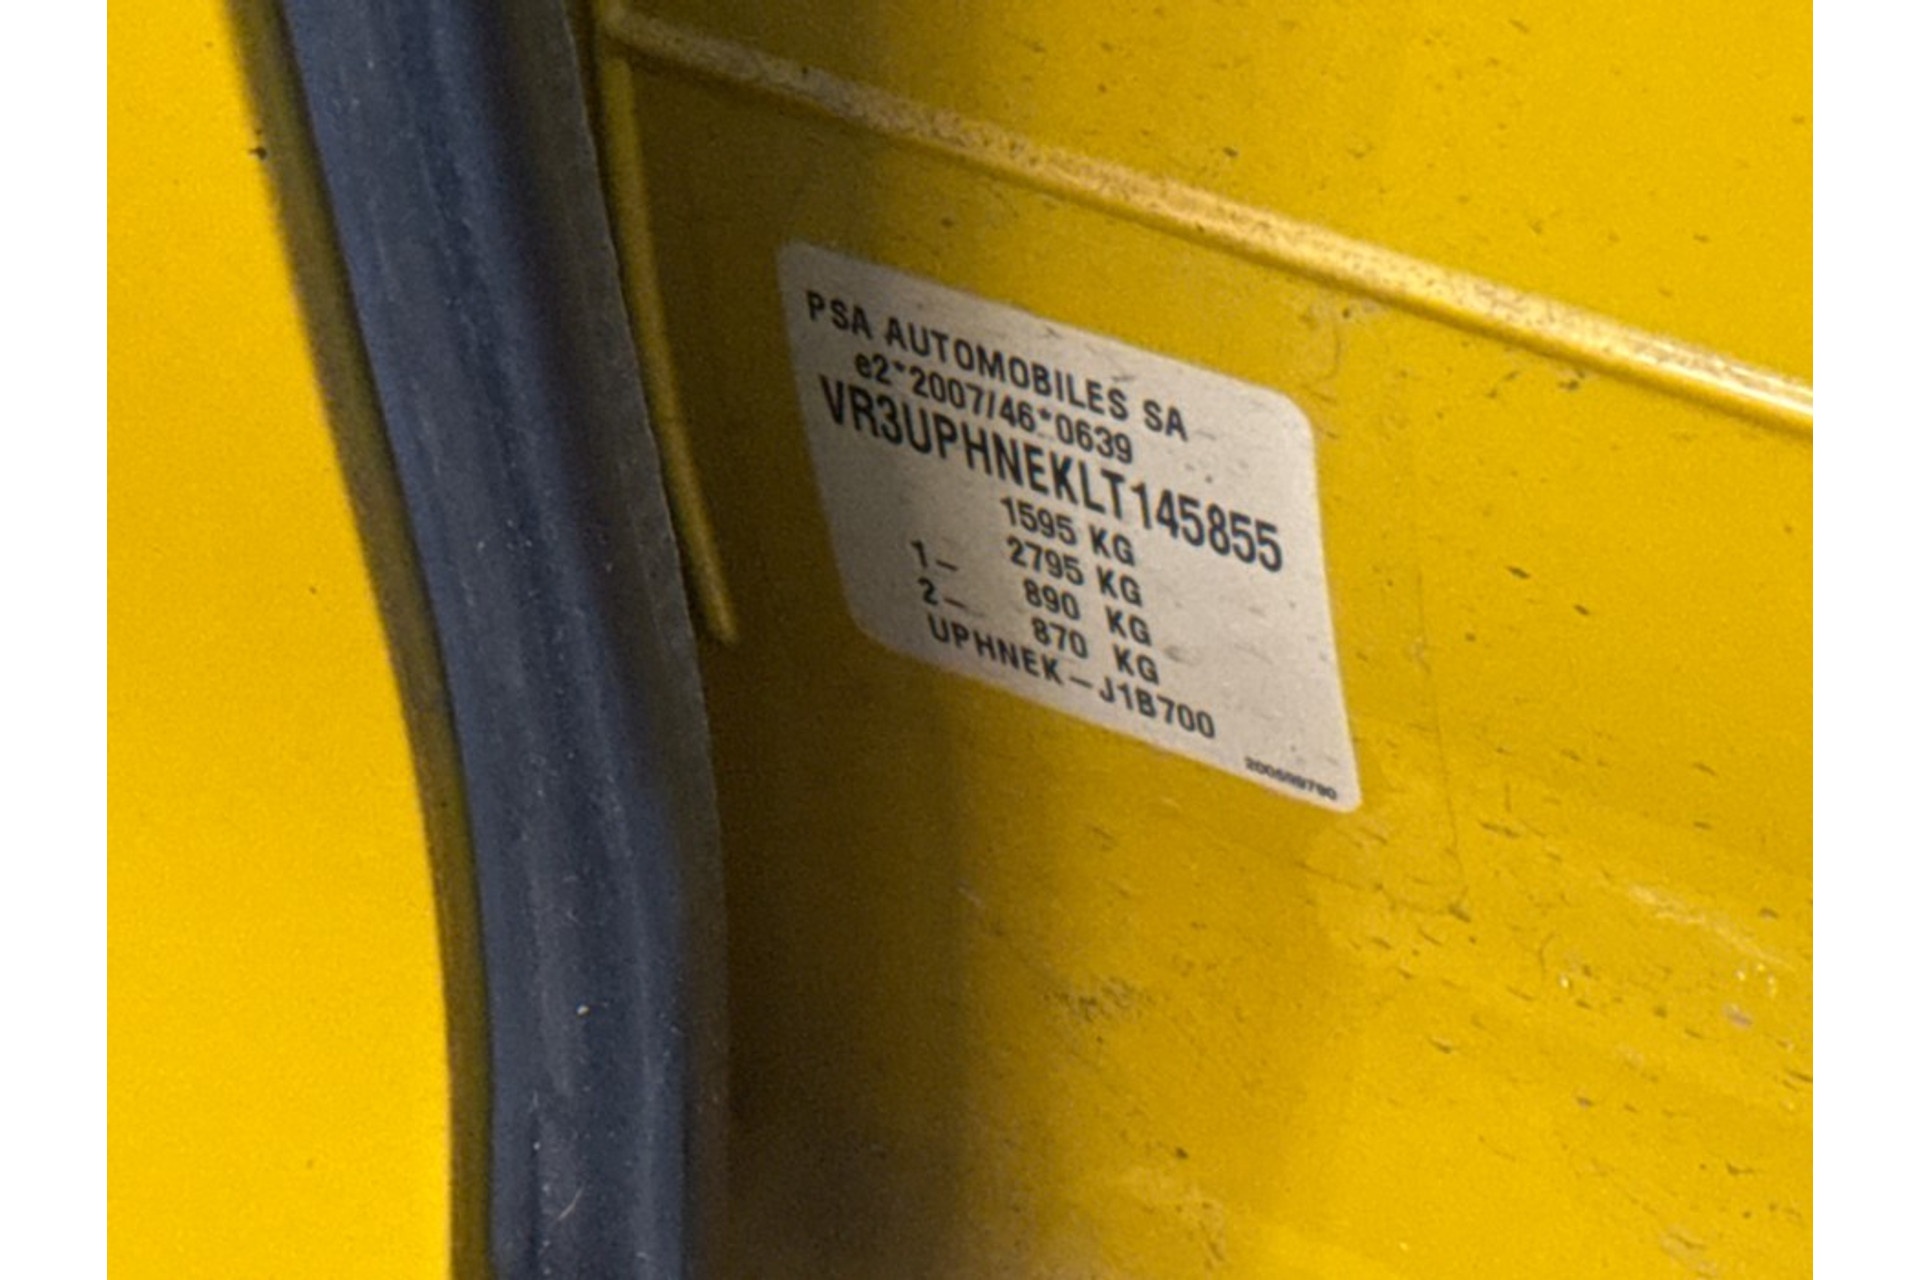 PSA AUTOMOBILES SA
e2*2007/46*0639
VR3UPHNEKLT145855
1595 KG
2795 KG
1- 890 KG
2- 870 KG
UPHNEK-J1B700